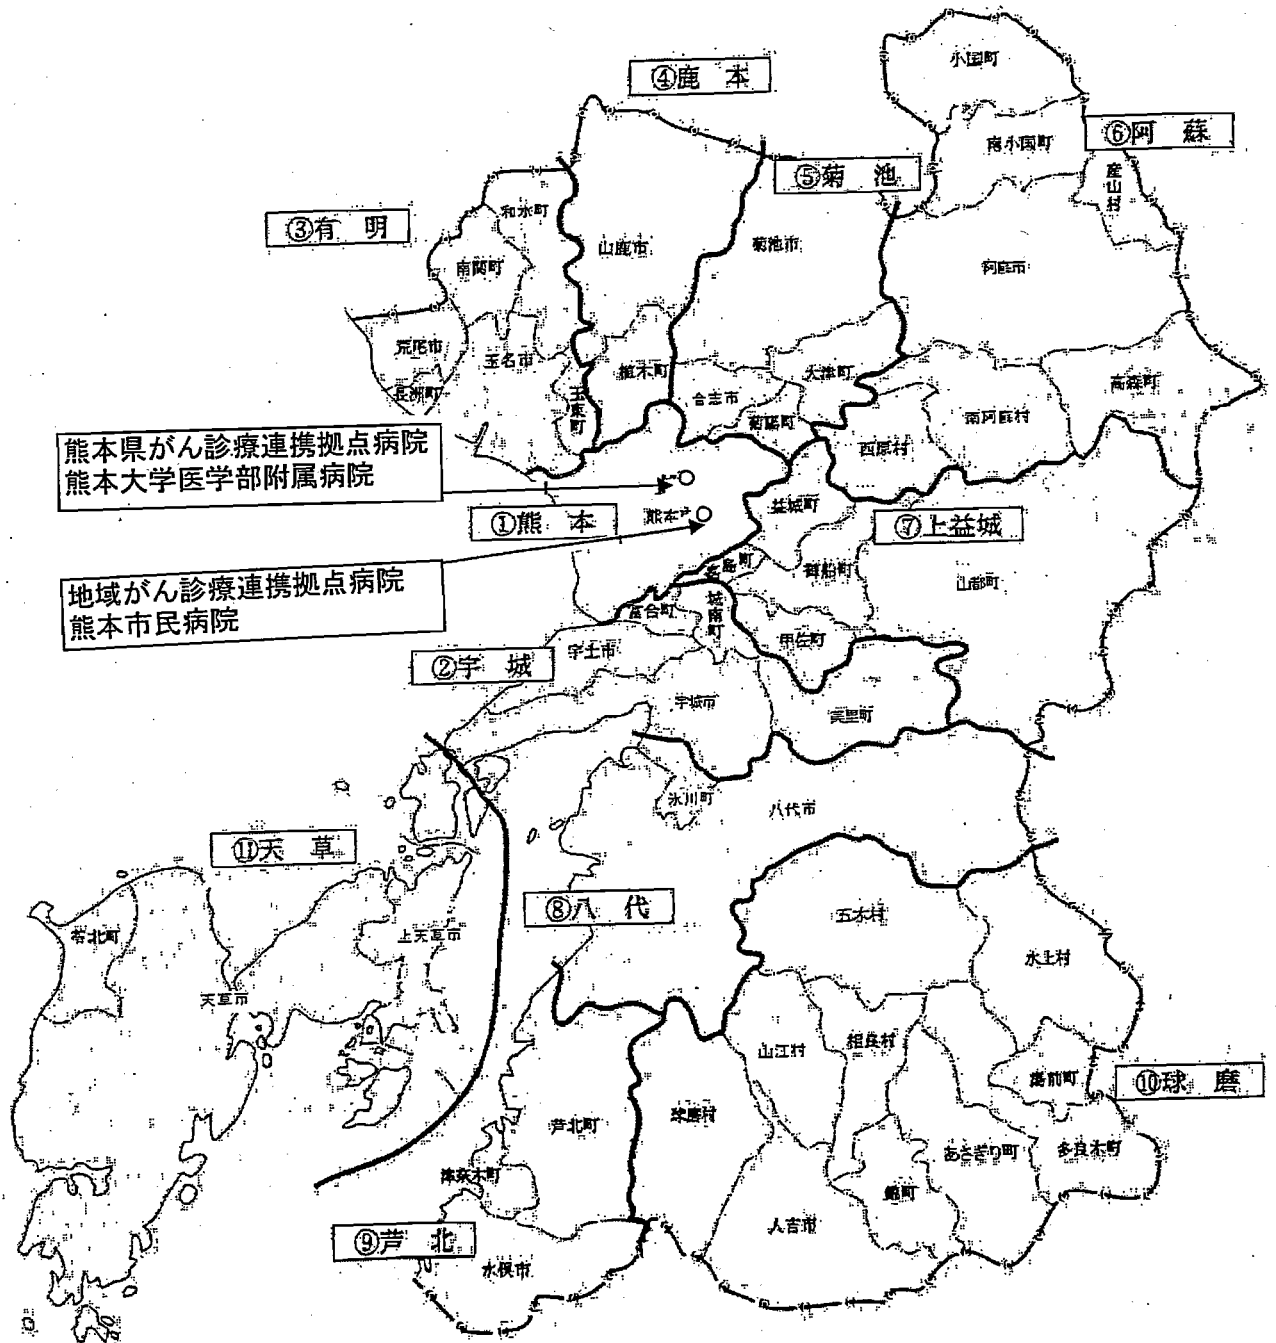 小国町
④鹿 本
南小国町
⑥阿 蘇
産山村
⑤菊 池
和水町
③有 明
山鹿市
菊池市
南関町
阿蘇市
荒尾市
玉名市
植木町
大津町
高森町
長洲町
玉東町
合志市
菊陽町
南阿蘇村
西原村
熊本県がん診療連携拠点病院
熊本大学医学部附属病院
①熊 本
熊本市
益城町
⑦上益城
嘉島町
御船町
山都町
地域がん診療連携拠点病院
熊本市民病院
富合町
城南町
甲佐町
②宇 城
宇土市
宇城市
美里町
氷川町
八代市
⑪天 草
⑧八 代
五木村
苓北町
上天草市
水上村
天草市
山江村
相良村
湯前町
⑩球 磨
芦北町
球磨村
あさぎり町
多良木町
津奈木町
錦町
人吉市
⑨芦 北
水俣市